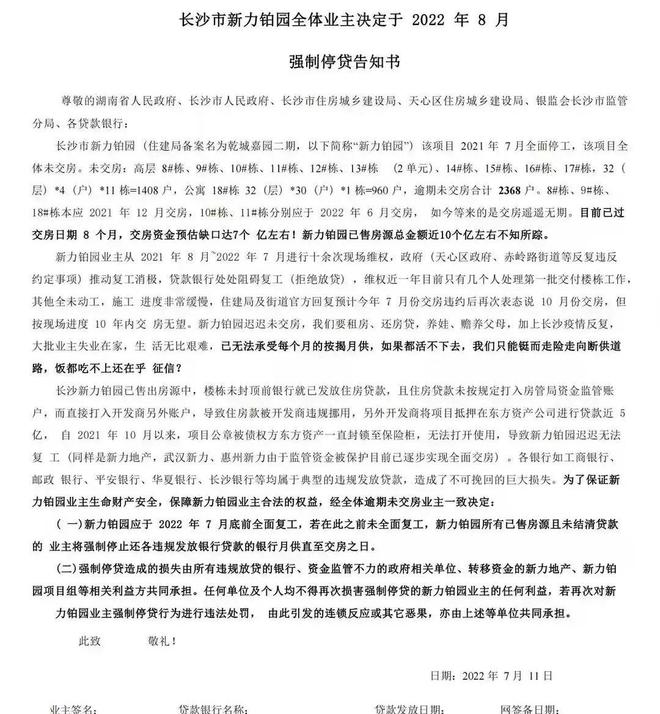 长沙市新力铂园全体业主决定于 2022 年 8 月
强制停贷告知书
尊敬的湖南省人民政府、长沙市人民政府、长沙市住房城乡建设局、天心区住房城乡建设局、银监会长沙市监管
分局、各贷款银行：
长沙市新力铂园（住建局备案名为乾城嘉园二期，以下简称“新力铂园”）该项目 2021 年 7 月全面停工，该项目全
体未交房。未交房：高层 8#栋、9#栋、10#栋、11#栋、12#栋、13#栋 （2 单元）、14#栋、15#栋、16#栋、17#栋，32（
层）*4（户）*11 栋=1408 户，公寓 18#栋 32（层）*30（户）*1 栋=960 户，逾期未交房合计 2368 户。8#栋、9#栋、
18#栋本应 2021 年 12 月交房，10#栋、11#栋分别应于 2022 年 6 月交房， 如今等来的是交房遥遥无期。目前已过
交房日期 8 个月，交房资金预估缺口达7个 亿左右！新力铂园已售房源总金额近10个亿左右不知所踪。
新力铂园业主从 2021 年 8 月~2022 年 7 月进行十余次现场维权，政府（天心区政府、赤岭路街道等反复违反
约定事项）推动复工消极，贷款银行处处阻碍复工（拒绝放贷），维权近一年目前只有几个人处理第一批交付楼栋工作，
其他全未动工，施工 进度非常缓慢，住建局及街道官方回复预计今年 7 月份交房违约后再次表态说 10 月份交房，但
按现场进度 10 年内交 房无望。新力铂园迟迟未交房，我们要租房、还房贷，养娃、赡养父母，加上长沙疫情反复，
大批业主失业在家，生 活无比艰难，已无法承受每个月的按揭月供，如果都活不下去，我们只能铤而走险走向断供道
路，饭都吃不上还在乎 征信？
长沙新力铂园已售出房源中，楼栋未封顶前银行就已发放住房贷款，且住房贷款未按规定打入房管局资金监管账
户，而直接打入开发商另外账户，导致住房款被开发商违规挪用，另外开发商将项目抵押在东方资产公司进行贷款近 5
亿， 自 2021 年 10 月以来，项目公章被债权方东方资产一直封锁至保险柜，无法打开使用，导致新力铂园迟迟无法
复 工（同样是新力地产，武汉新力、惠州新力由于监管资金被保护目前已逐步实现全面交房）。各银行如工商银行、
邮政 银行、平安银行、华夏银行、长沙银行等均属于典型的违规发放贷款，造成了不可挽回的巨大损失。为了保证新
力铂园业主生命财产安全，保障新力铂园业主合法的权益，经全体逾期未交房业主一致决定：
（ 一）新力铂园应于 2022 年 7 月底前全面复工，若在此之前未全面复工，新力铂园所有已售房源且未结清贷款
的 业主将强制停止还各违规发放银行贷款的银行月供直至交房之日。
（二）强制停贷造成的损失由所有违规放贷的银行、资金监管不力的政府相关单位、转移资金的新力地产、新力铂
园项目组等相关利益方共同承担。任何单位及个人均不得再次损害强制停贷的新力铂园业主的任何利益，若再次对新
力铂园业主强制停贷行为进行违法处罚， 由此引发的连锁反应或其它恶果，亦由上述等单位共同承担。
此致 敬礼！
日期：2022 年 7 月 11 日
业主签名： 贷款银行名称： 贷款发放日期： 网签备日期：